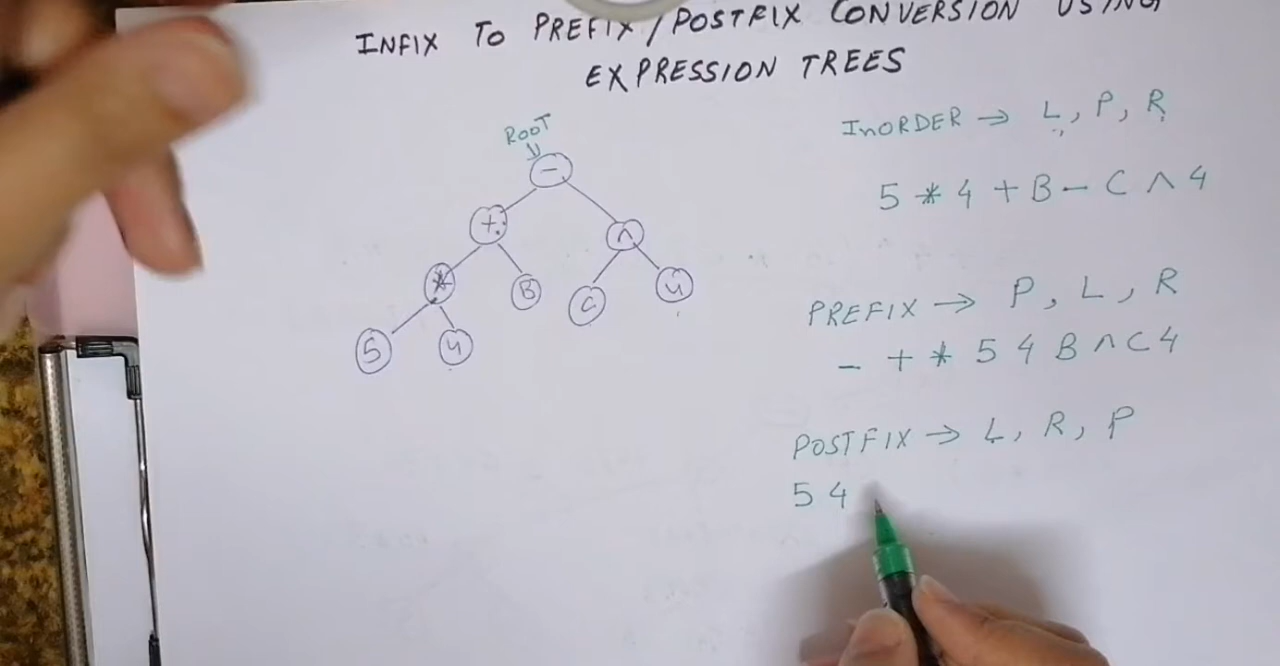 INFIX TO PREFIX/POSTFIX CONVERSION USING
EXPRESSION TREES
ROOT
-
+
^
*
B
C
4
5
4
INORDER → L, P, R
5 * 4 + B - C ^ 4
PREFIX → P, L, R
- + * 5 4 B ^ C 4
POSTFIX → L, R, P
5 4